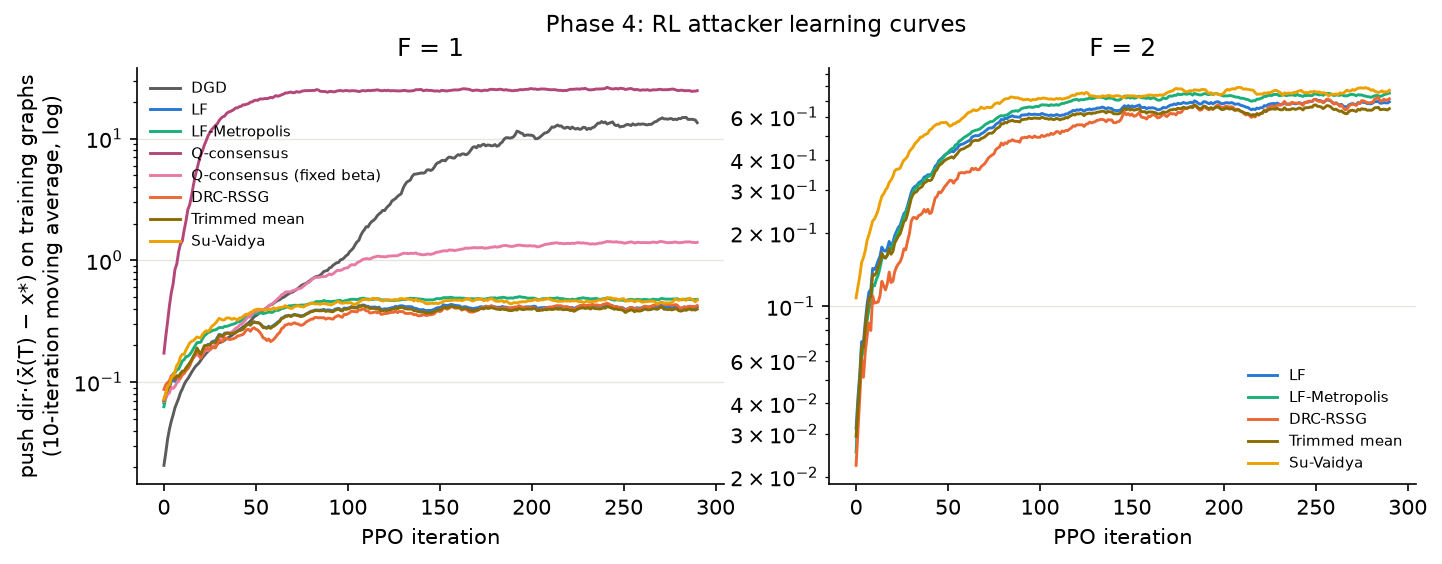 Phase 4: RL attacker learning curves
F = 1
push dir·(x̄(T) − x*) on training graphs
(10-iteration moving average, log)
10¹
10⁰
10⁻¹
DGD
LF
LF-Metropolis
Q-consensus
Q-consensus (fixed beta)
DRC-RSSG
Trimmed mean
Su-Vaidya
0 50 100 150 200 250 300
PPO iteration
F = 2
6 × 10⁻¹
4 × 10⁻¹
3 × 10⁻¹
2 × 10⁻¹
10⁻¹
6 × 10⁻²
4 × 10⁻²
3 × 10⁻²
2 × 10⁻²
LF
LF-Metropolis
DRC-RSSG
Trimmed mean
Su-Vaidya
0 50 100 150 200 250 300
PPO iteration